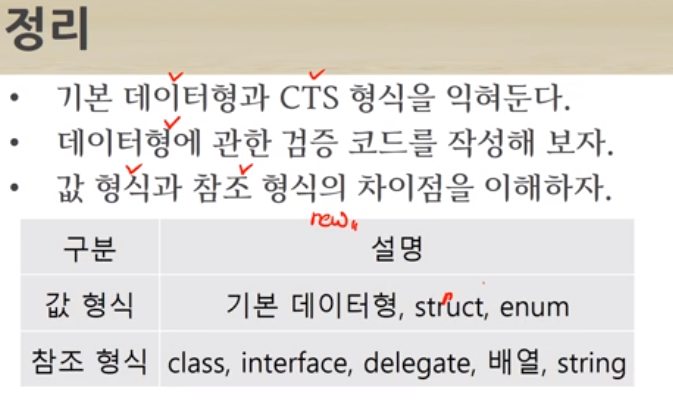 정리
• 기본 데이터형과 CTS 형식을 익혀둔다.
• 데이터형에 관한 검증 코드를 작성해 보자.
• 값 형식과 참조 형식의 차이점을 이해하자.
new
구분 설명
값 형식 기본 데이터형, struct, enum
참조 형식 class, interface, delegate, 배열, string